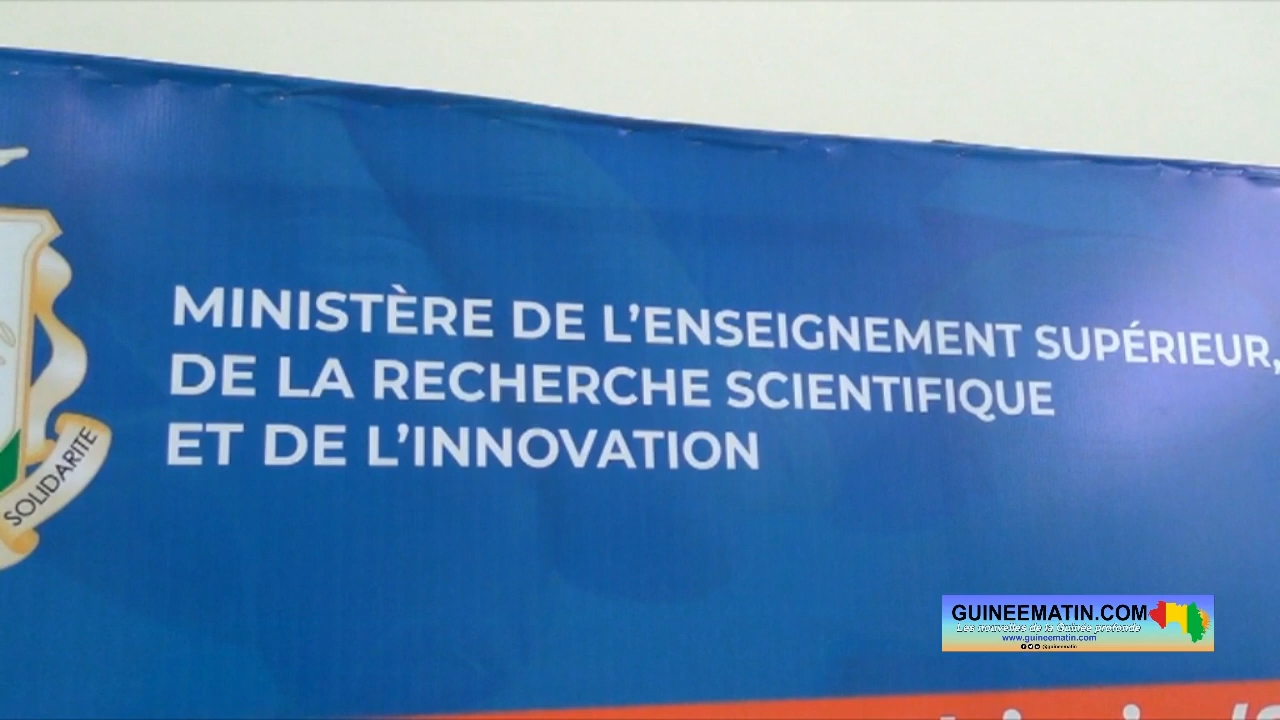 MINISTÈRE DE L'ENSEIGNEMENT SUPÉRIEUR,
DE LA RECHERCHE SCIENTIFIQUE
ET DE L'INNOVATION
SOLIDARITE
GUINEEMATIN.COM
Les nouvelles de la Guinée profonde
www.guineematin.com
@guineematin